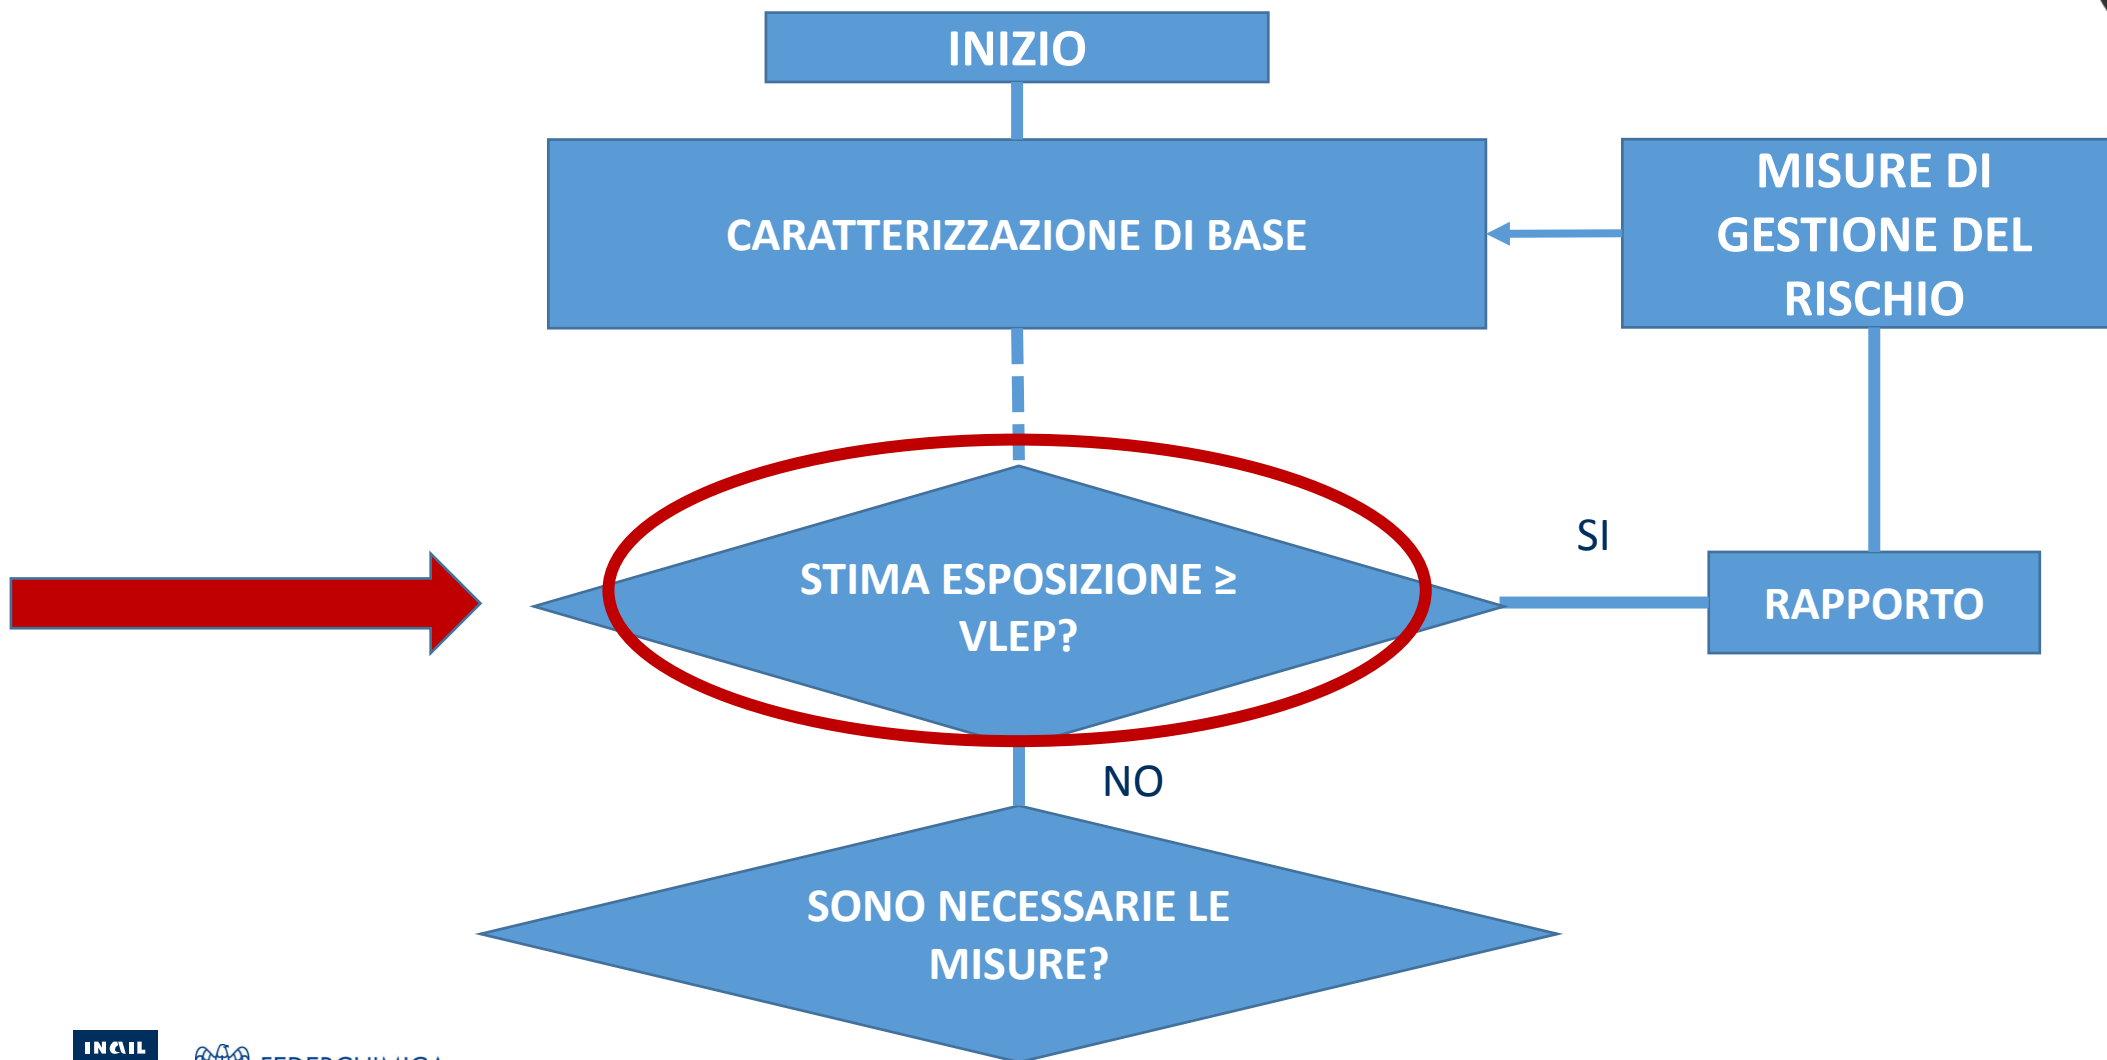 INIZIO
CARATTERIZZAZIONE DI BASE
MISURE DI
GESTIONE DEL
RISCHIO
STIMA ESPOSIZIONE ≥
VLEP?
SI
RAPPORTO
NO
SONO NECESSARIE LE
MISURE?
INAIL
FEDERCHIMICA